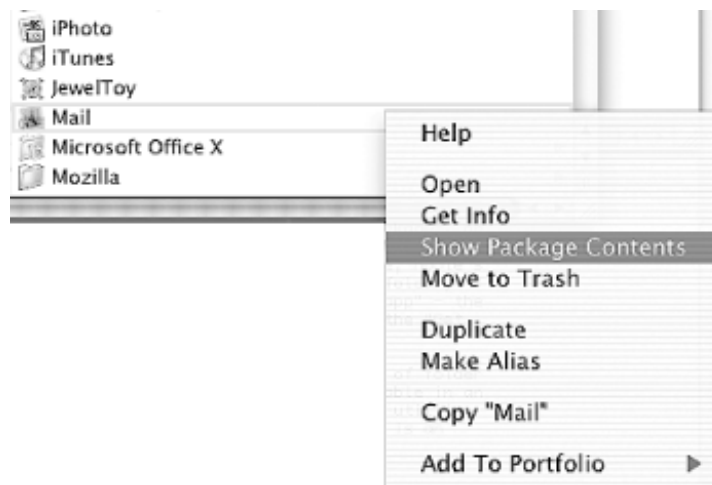 iPhoto
iTunes
JewelToy
Mail
Microsoft Office X
Mozilla
Help
Open
Get Info
Show Package Contents
Move to Trash
Duplicate
Make Alias
Copy "Mail"
Add To Portfolio